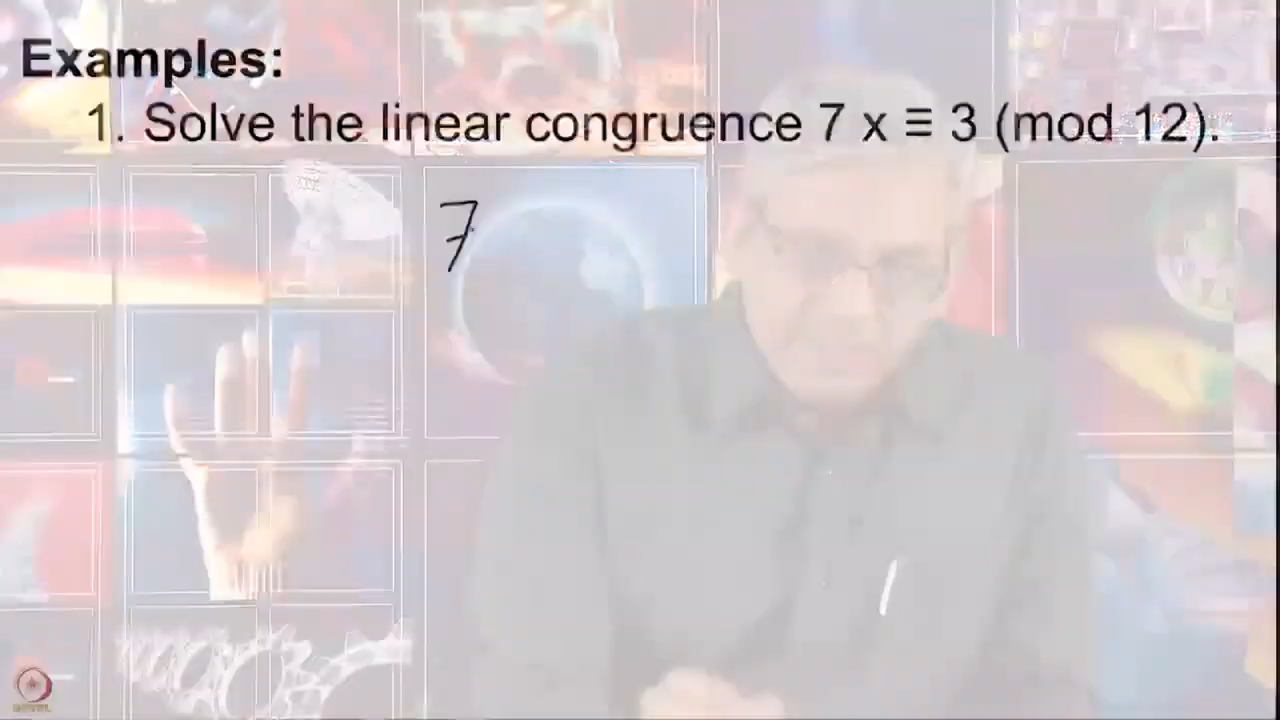 Examples:
1. Solve the linear congruence 7 x ≡ 3 (mod 12).
7